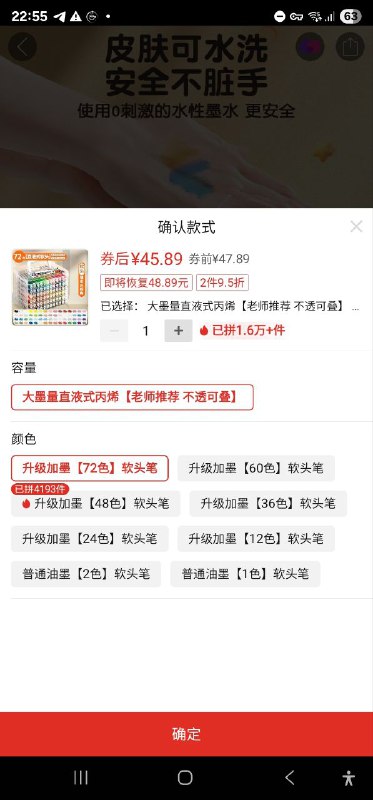 22:55
63
皮肤可水洗
安全不脏手
使用0刺激的水性墨水 更安全
确认款式
券后¥45.89 券前¥47.89
即将恢复48.89元 2件9.5折
已选择: 大墨量直液式丙烯【老师推荐 不透可叠】 ...
1 已拼1.6万+件
容量
大墨量直液式丙烯【老师推荐 不透可叠】
颜色
升级加墨【72色】软头笔 升级加墨【60色】软头笔
已拼4193件
升级加墨【48色】软头笔 升级加墨【36色】软头笔
升级加墨【24色】软头笔 升级加墨【12色】软头笔
普通油墨【2色】软头笔 普通油墨【1色】软头笔
确定